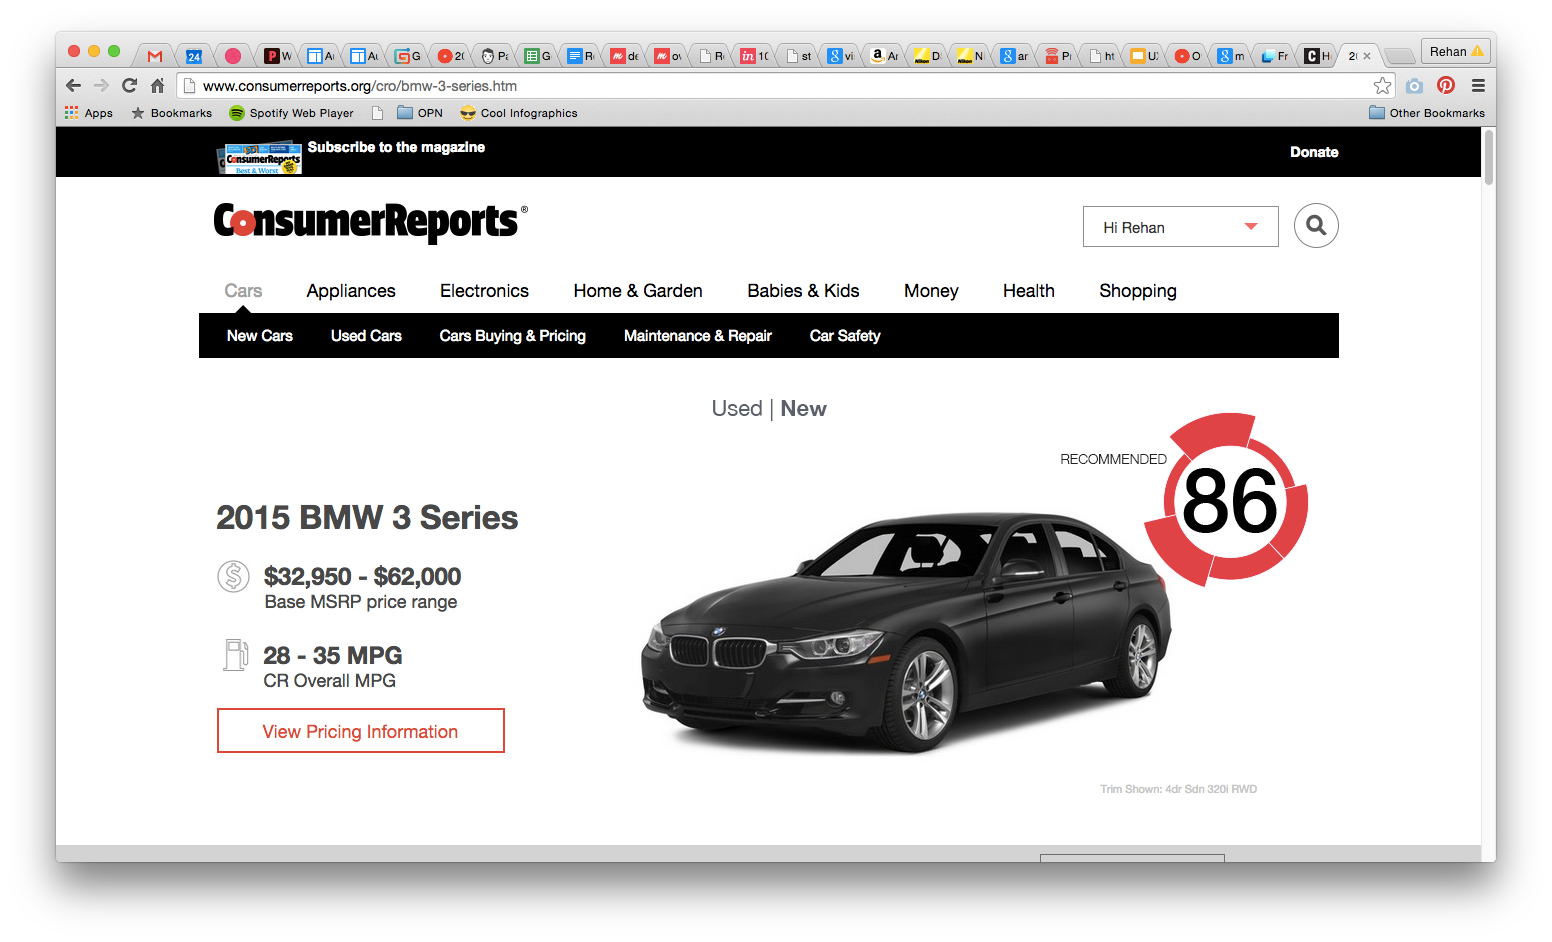 24
W
Rehan
www.consumerreports.org/cro/bmw-3-series.htm
Apps
Bookmarks
Spotify Web Player
OPN
Cool Infographics
Other Bookmarks
ConsumerReports
Best & Worst
Subscribe to the magazine
Donate
ConsumerReports®
Hi Rehan
Cars
Appliances
Electronics
Home & Garden
Babies & Kids
Money
Health
Shopping
New Cars
Used Cars
Cars Buying & Pricing
Maintenance & Repair
Car Safety
Used | New
RECOMMENDED
86
2015 BMW 3 Series
$32,950 - $62,000
Base MSRP price range
28 - 35 MPG
CR Overall MPG
View Pricing Information
Trim Shown: 4dr Sdn 320i RWD